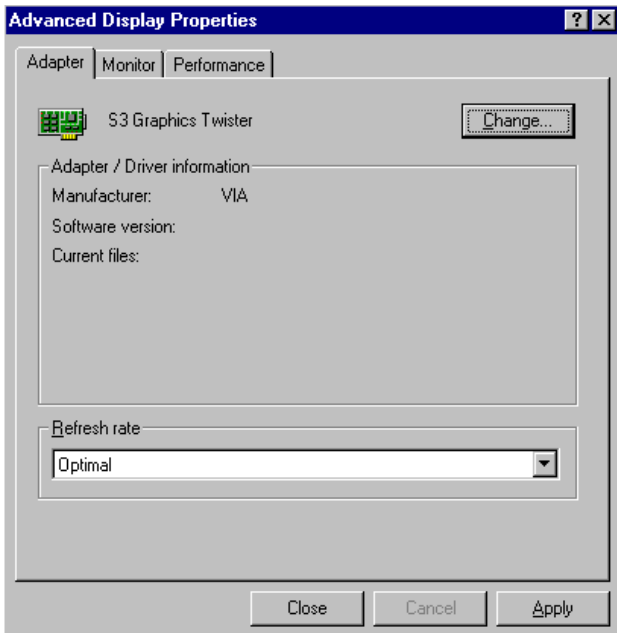 Advanced Display Properties
Adapter Monitor Performance
S3 Graphics Twister Change...
Adapter / Driver information
Manufacturer: VIA
Software version:
Current files:
Refresh rate
Optimal
Close Cancel Apply